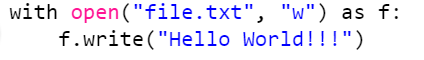 with open("file.txt", "w") as f:
    f.write("Hello World!!!")